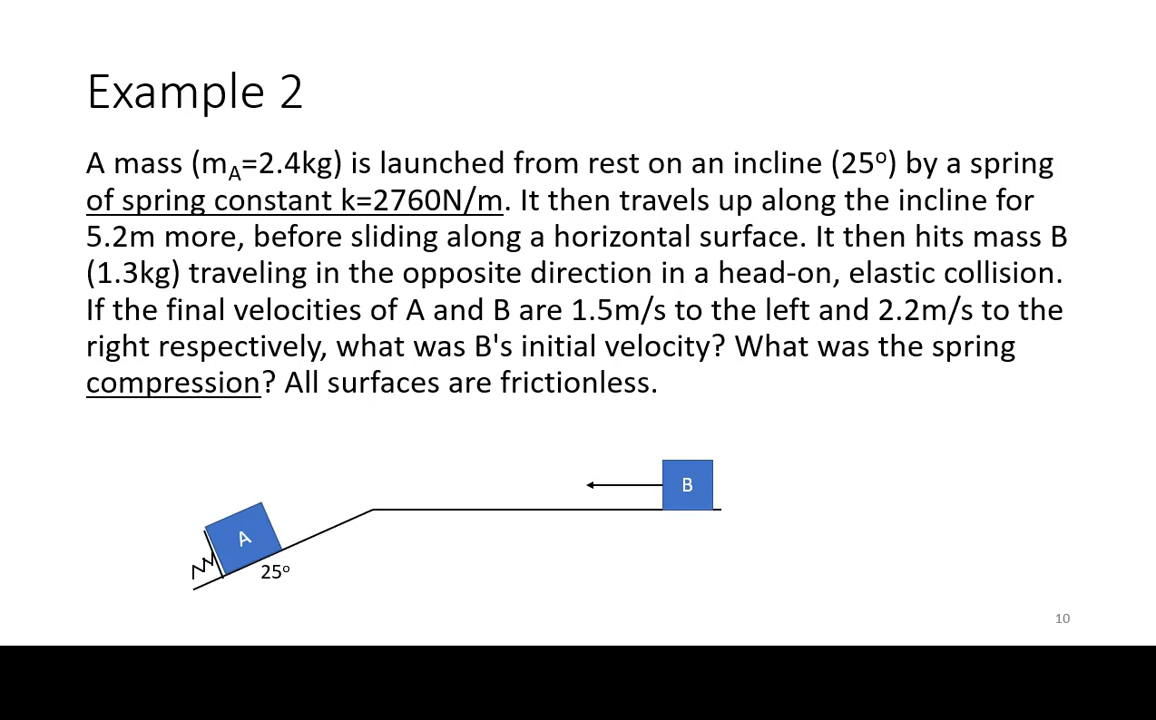 Example 2
A mass (mA=2.4kg) is launched from rest on an incline (25º) by a spring
of spring constant k=2760N/m. It then travels up along the incline for
5.2m more, before sliding along a horizontal surface. It then hits mass B
(1.3kg) traveling in the opposite direction in a head-on, elastic collision.
If the final velocities of A and B are 1.5m/s to the left and 2.2m/s to the
right respectively, what was B's initial velocity? What was the spring
compression? All surfaces are frictionless.
B
A
25º
10